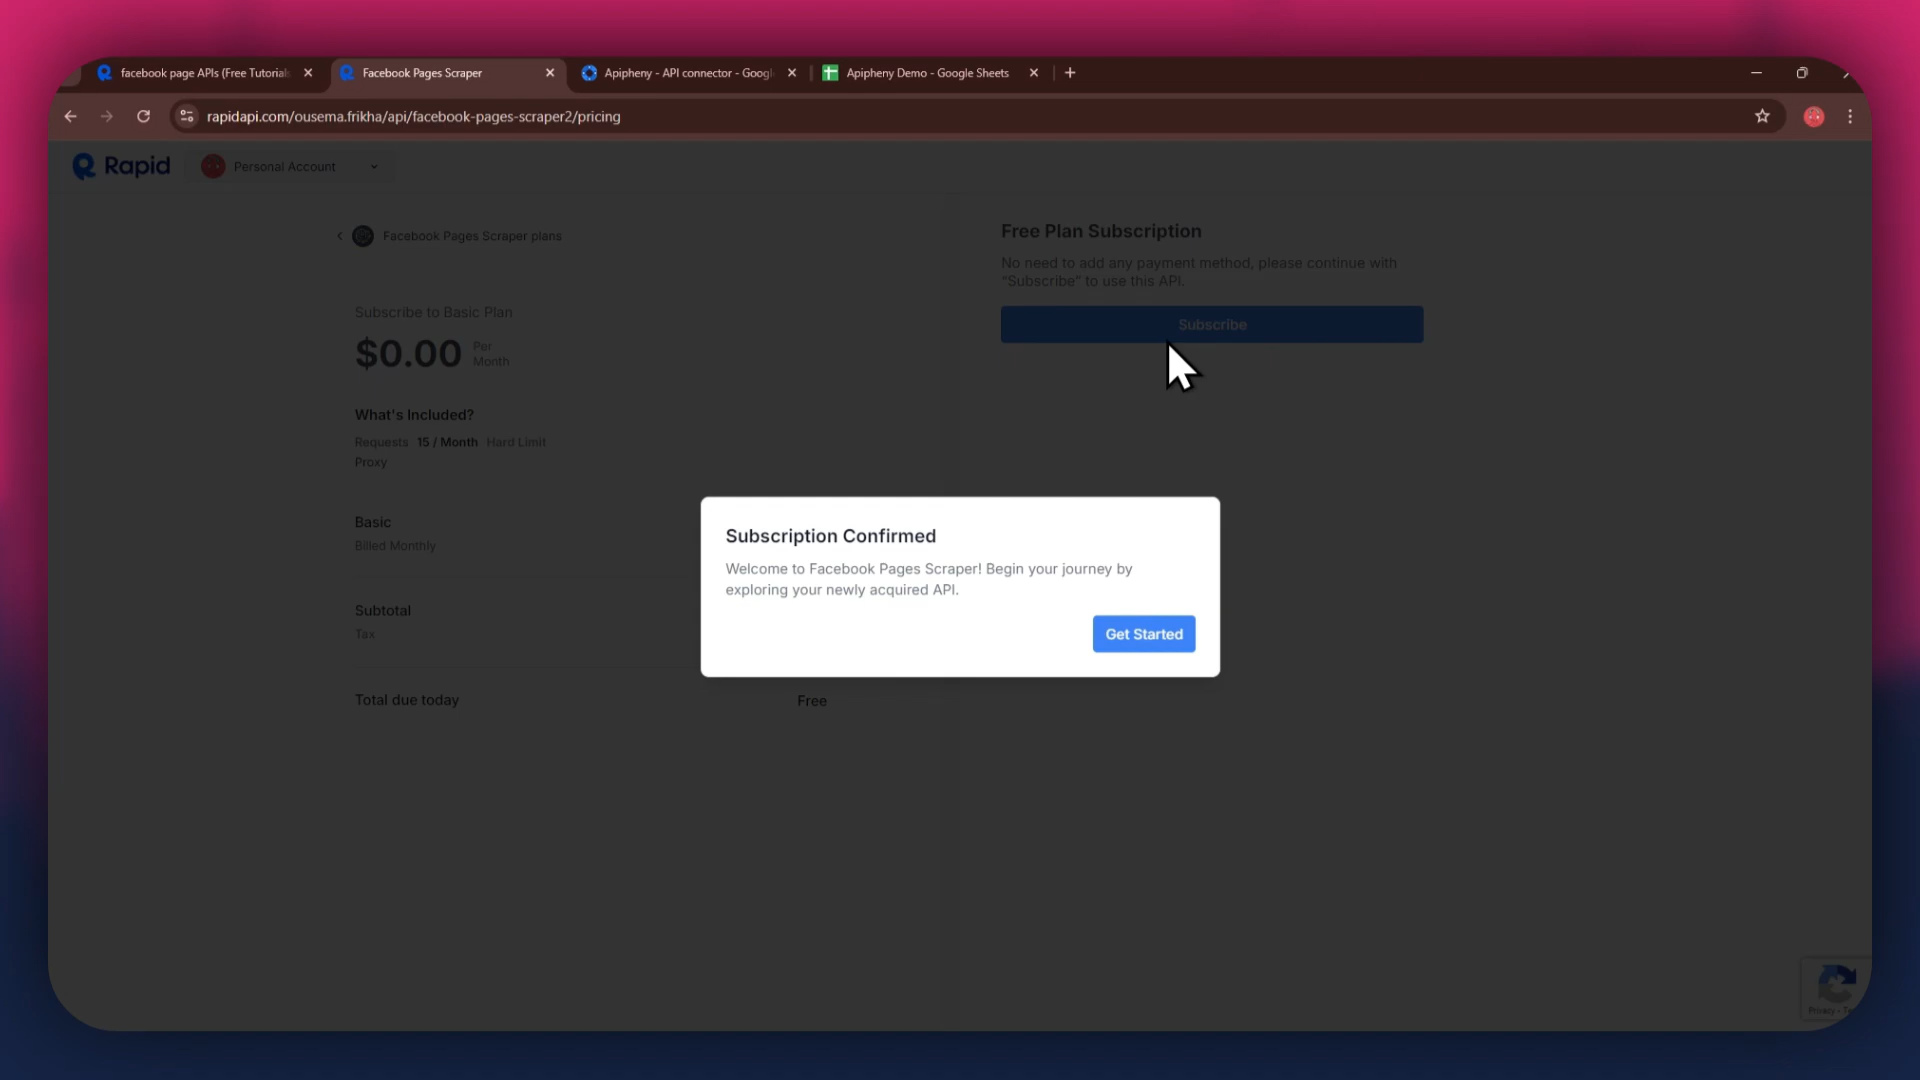 facebook page APIs (Free Tutorial
Facebook Pages Scraper
Apipheny - API connector - Googl
Apipheny Demo - Google Sheets
rapidapi.com/ousema.frikha/api/facebook-pages-scraper2/pricing
Rapid
Personal Account
Facebook Pages Scraper plans
Subscribe to Basic Plan
$0.00 Per Month
What's Included?
Requests 15 / Month Hard Limit
Proxy
Basic
Billed Monthly
Subtotal
Tax
Total due today Free
Free Plan Subscription
No need to add any payment method, please continue with
"Subscribe" to use this API.
Subscribe
Subscription Confirmed
Welcome to Facebook Pages Scraper! Begin your journey by
exploring your newly acquired API.
Get Started
Privacy